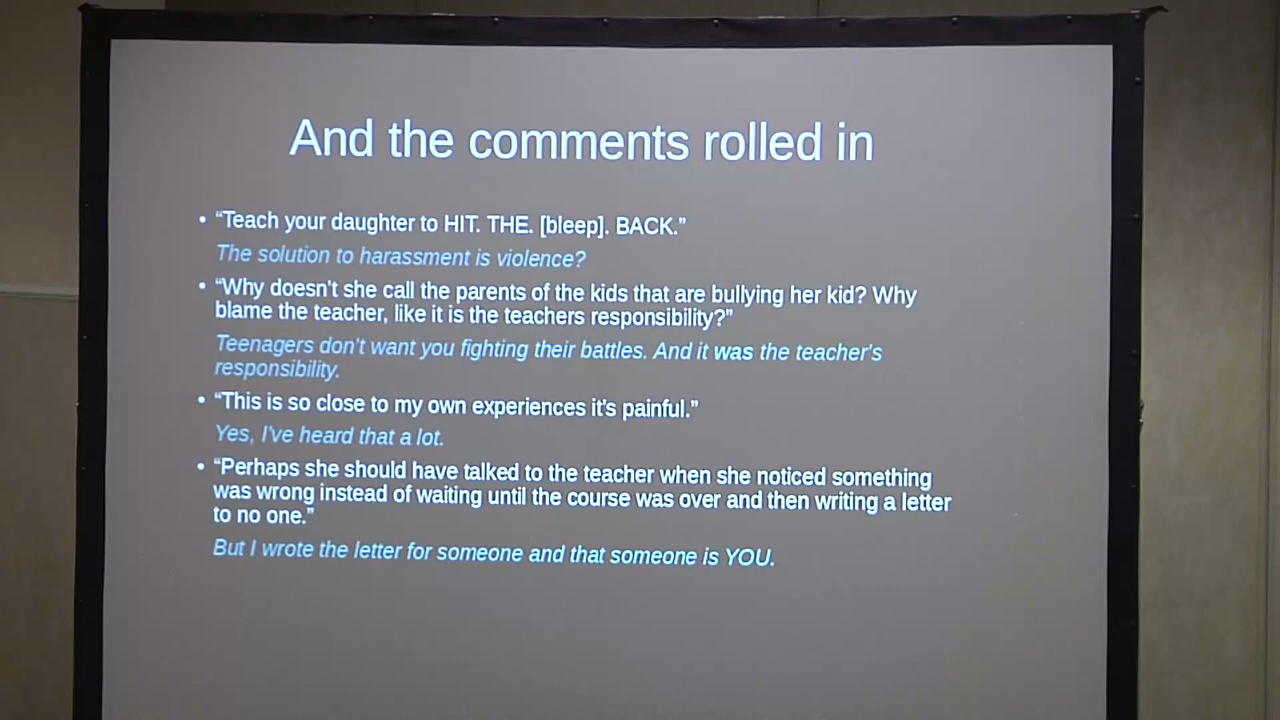 And the comments rolled in
• “Teach your daughter to HIT. THE. [bleep]. BACK.”
The solution to harassment is violence?
• “Why doesn't she call the parents of the kids that are bullying her kid? Why
blame the teacher, like it is the teachers responsibility?”
Teenagers don't want you fighting their battles. And it was the teacher's
responsibility.
• “This is so close to my own experiences it's painful.”
Yes, I've heard that a lot.
• “Perhaps she should have talked to the teacher when she noticed something
was wrong instead of waiting until the course was over and then writing a letter
to no one.”
But I wrote the letter for someone and that someone is YOU.